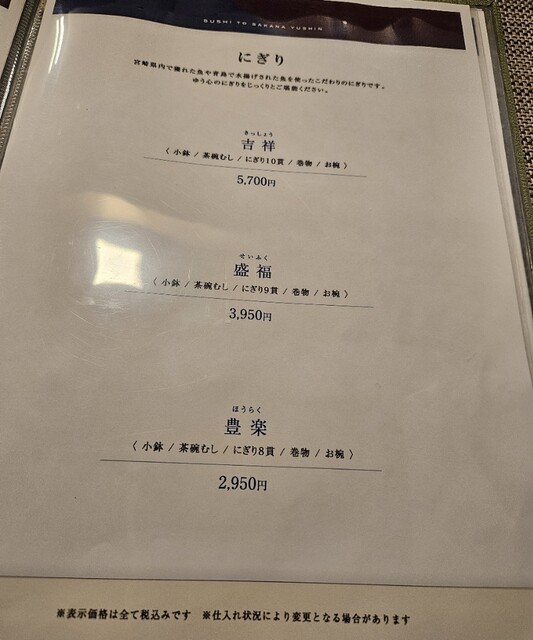 SUSHI TO SAKANA YUSHIN
にぎり
宮崎県内で獲れた魚や青島で水揚げされた魚を使ったこだわりのにぎりです。
ゆう心のにぎりをじっくりとご堪能ください。
きっしょう
吉祥
〈 小鉢 / 茶碗むし / にぎり10貫 / 巻物 / お椀 〉
5,700円
せいふく
盛福
〈 小鉢 / 茶碗むし / にぎり9貫 / 巻物 / お椀 〉
3,950円
ほうらく
豊楽
〈 小鉢 / 茶碗むし / にぎり8貫 / 巻物 / お椀 〉
2,950円
※表示価格は全て税込みです ※仕入れ状況により変更となる場合があります